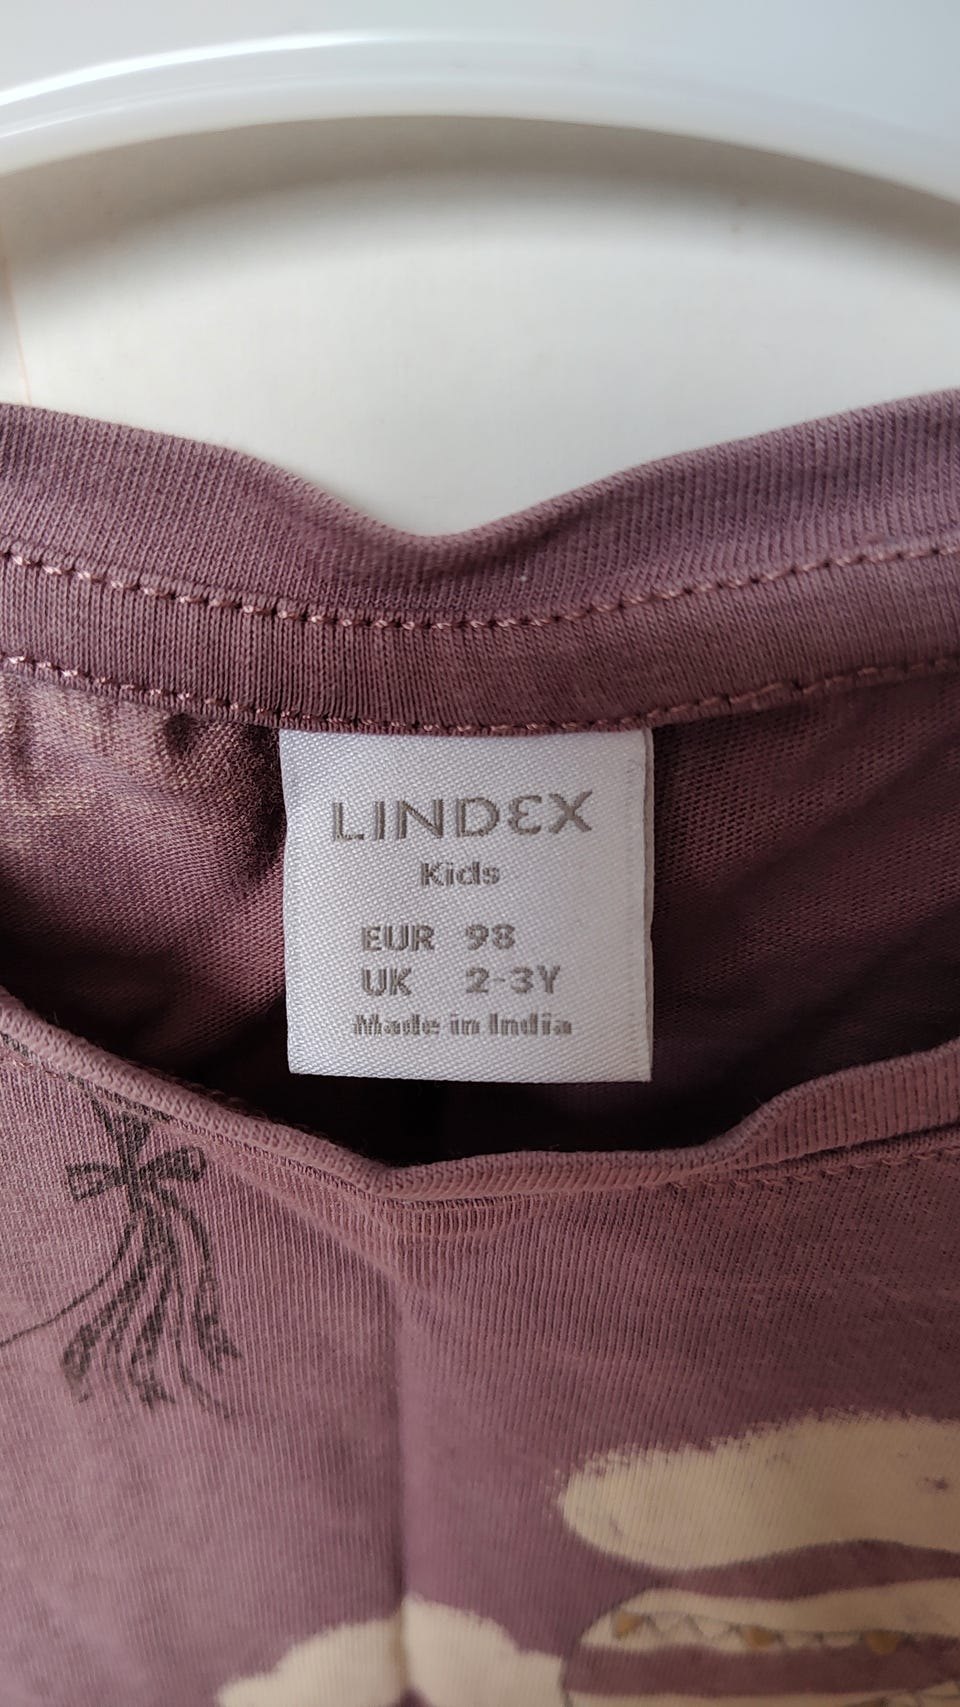 LINDEX
Kids
EUR 98
UK 2-3Y
Made in India